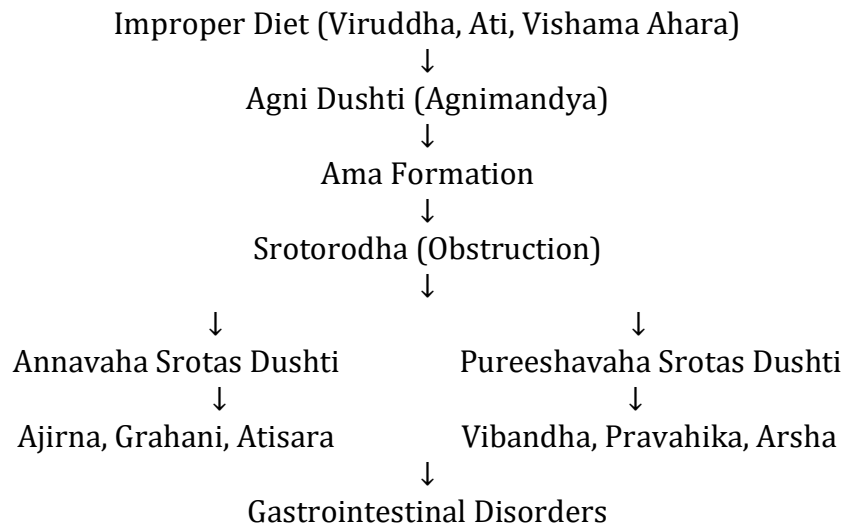 Improper Diet (Viruddha, Ati, Vishama Ahara)
↓
Agni Dushti (Agnimandya)
↓
Ama Formation
↓
Srotorodha (Obstruction)
↓
↓ ↓
Annavaha Srotas Dushti Pureeshavaha Srotas Dushti
↓ ↓
Ajirna, Grahani, Atisara Vibandha, Pravahika, Arsha
↓
Gastrointestinal Disorders